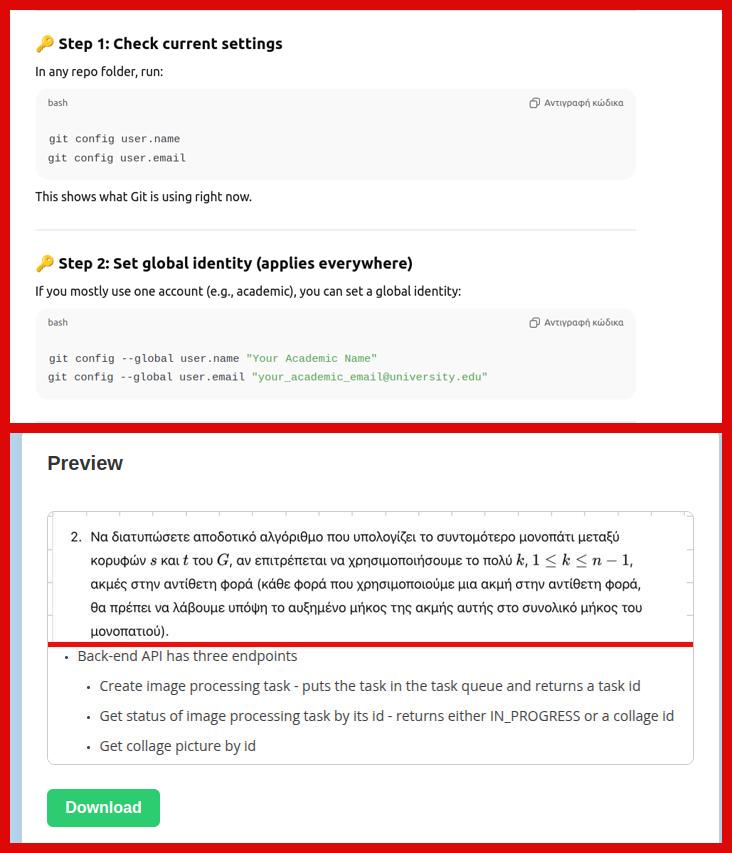 🔑 Step 1: Check current settings
In any repo folder, run:
bash Αντιγραφή κώδικα
git config user.name
git config user.email
This shows what Git is using right now.
🔑 Step 2: Set global identity (applies everywhere)
If you mostly use one account (e.g., academic), you can set a global identity:
bash Αντιγραφή κώδικα
git config --global user.name "Your Academic Name"
git config --global user.email "your_academic_email@university.edu"
Preview
2. Να διατυπώσετε αποδοτικό αλγόριθμο που υπολογίζει το συντομότερο μονοπάτι μεταξύ
κορυφών s και t του G, αν επιτρέπεται να χρησιμοποιήσουμε το πολύ k, 1 ≤ k ≤ n − 1,
ακμές στην αντίθετη φορά (κάθε φορά που χρησιμοποιούμε μια ακμή στην αντίθετη φορά,
θα πρέπει να λάβουμε υπόψη το αυξημένο μήκος της ακμής αυτής στο συνολικό μήκος του
μονοπατιού).
• Back-end API has three endpoints
• Create image processing task - puts the task in the task queue and returns a task id
• Get status of image processing task by its id - returns either IN_PROGRESS or a collage id
• Get collage picture by id
Download